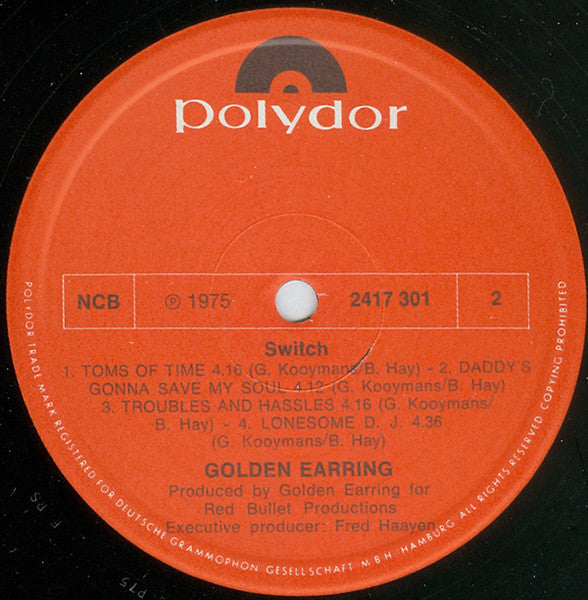 polydor
NCB ℗ 1975 2417 301 2
Switch
1. TOMS OF TIME 4.16 (G. Kooymans/B. Hay) - 2. DADDY'S
GONNA SAVE MY SOUL 4.12 (G. Kooymans/B. Hay)
3. TROUBLES AND HASSLES 4.16 (G. Kooymans/
B. Hay) - 4. LONESOME D. J. 4.36
(G. Kooymans/B. Hay)
GOLDEN EARRING
Produced by Golden Earring for
Red Bullet Productions
Executive producer: Fred Haayen
POLYDOR TRADE MARK REGISTERED FOR DEUTSCHE GRAMMOPHON GESELLSCHAFT M B H. HAMBURG ALL RIGHTS RESERVED COPYING PROHIBITED